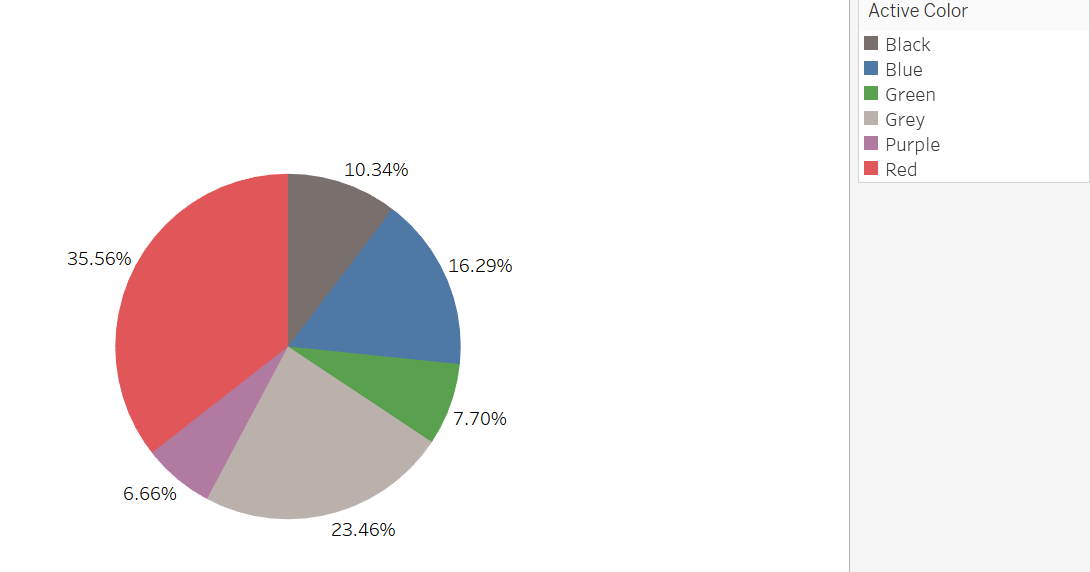 Active Color
Black
Blue
Green
Grey
Purple
Red
10.34%
16.29%
7.70%
23.46%
6.66%
35.56%